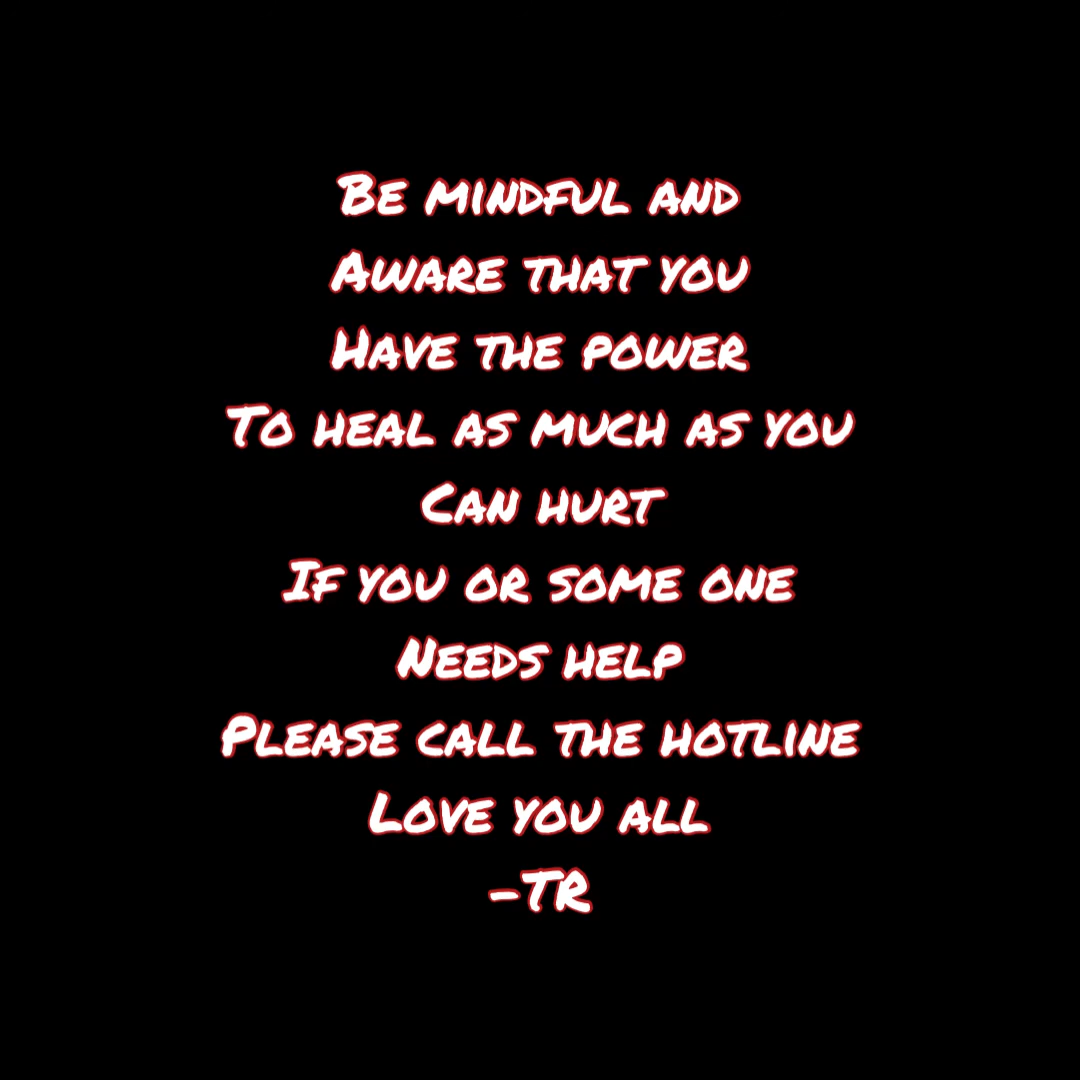 Be mindful and
Aware that you
Have the power
To heal as much as you
Can hurt
If you or some one
Needs help
Please call the hotline
Love you all
-TR